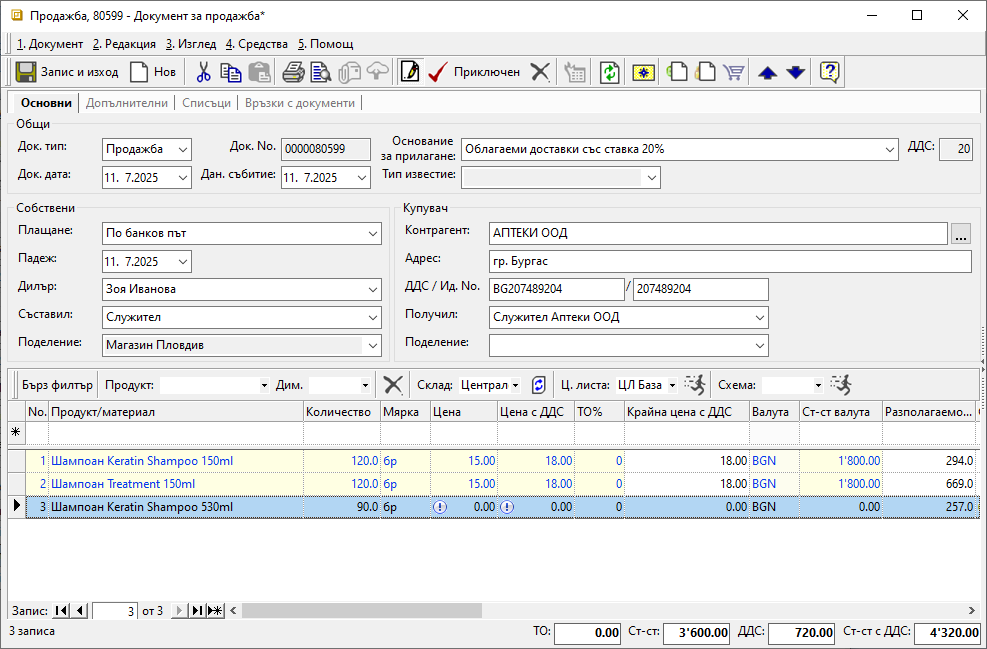 Продажба, 80599 - Документ за продажба*
1. Документ 2. Редакция 3. Изглед 4. Средства 5. Помощ
Запис и изход Нов Приключен
Основни Допълнителни Списъци Връзки с документи
Общи
Док. тип: Продажба Док. No. 0000080599 Основание за прилагане: Облагаеми доставки със ставка 20% ДДС: 20
Док. дата: 11. 7.2025 Дан. събитие: 11. 7.2025 Тип известие:
Собствени
Плащане: По банков път
Падеж: 11. 7.2025
Дилър: Зоя Иванова
Съставил: Служител
Поделение: Магазин Пловдив
Купувач
Контрагент: АПТЕКИ ООД ...
Адрес: гр. Бургас
ДДС / Ид. No. BG207489204 / 207489204
Получил: Служител Аптеки ООД
Поделение:
Бърз филтър Продукт: Дим. Склад: Централ Ц. листа: ЦЛ База Схема:
No. Продукт/материал Количество Мярка Цена Цена с ДДС ТО% Крайна цена с ДДС Валута Ст-ст валута Разполагаемо...
1 Шампоан Keratin Shampoo 150ml 120.0 бр 15.00 18.00 0 18.00 BGN 1'800.00 294.0
2 Шампоан Treatment 150ml 120.0 бр 15.00 18.00 0 18.00 BGN 1'800.00 669.0
3 Шампоан Keratin Shampoo 530ml 90.0 бр 0.00 0.00 0 0.00 BGN 0.00 257.0
Запис: 3 от 3
3 записа ТО: 0.00 Ст-ст: 3'600.00 ДДС: 720.00 Ст-ст с ДДС: 4'320.00